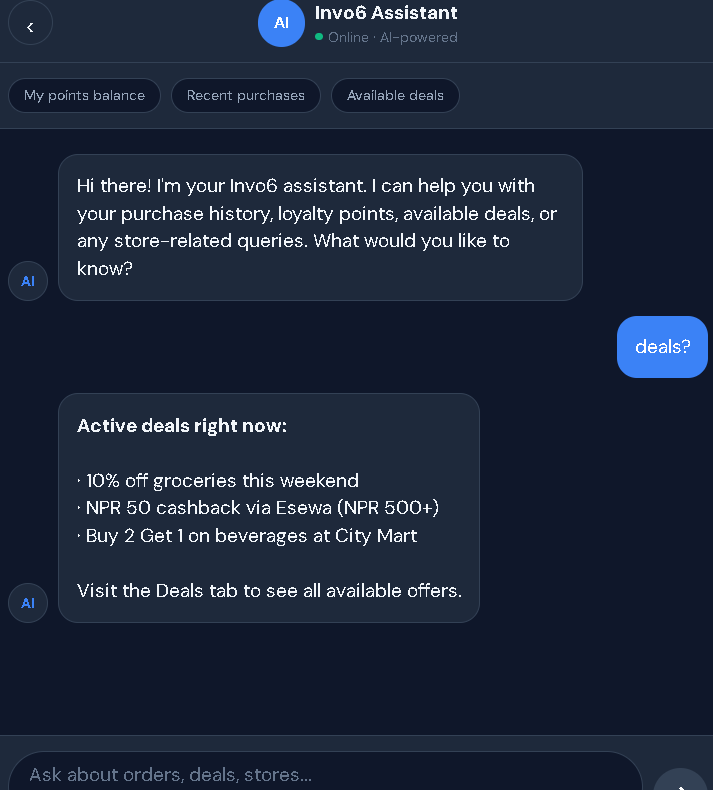 ‹
AI
Invo6 Assistant
Online · AI-powered
My points balance
Recent purchases
Available deals
Hi there! I'm your Invo6 assistant. I can help you with
your purchase history, loyalty points, available deals, or
any store-related queries. What would you like to
know?
AI
deals?
Active deals right now:
· 10% off groceries this weekend
· NPR 50 cashback via Esewa (NPR 500+)
· Buy 2 Get 1 on beverages at City Mart
Visit the Deals tab to see all available offers.
AI
Ask about orders, deals, stores...